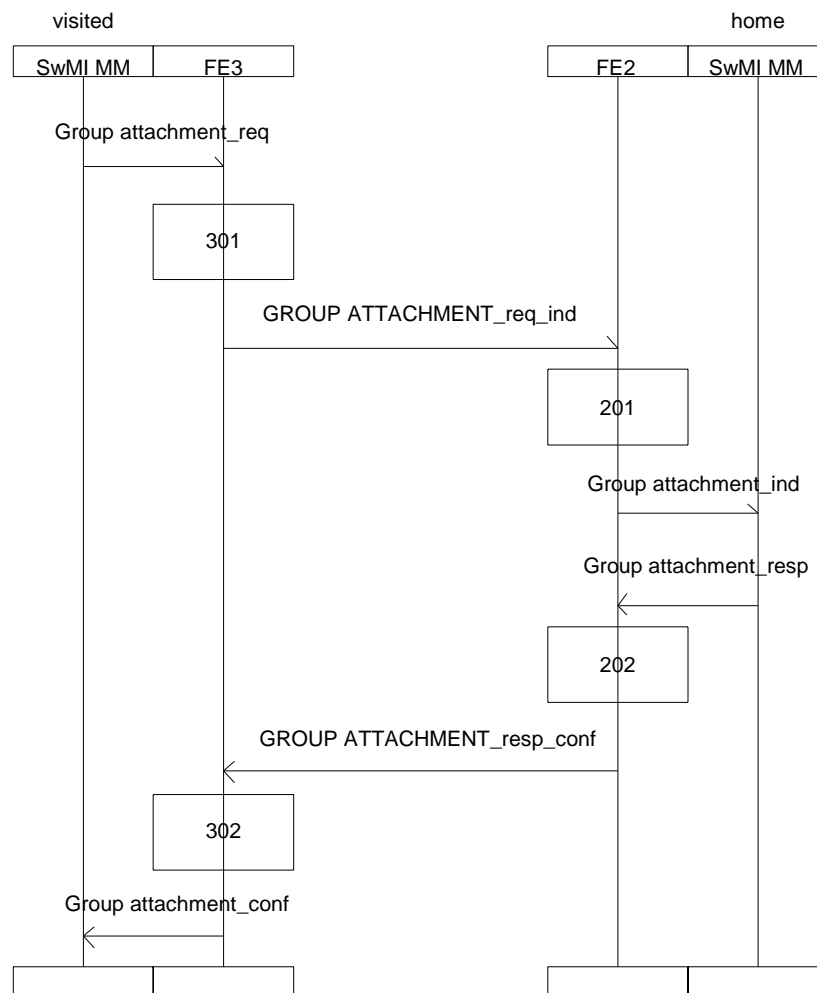 visited
home
SwMI MM
FE3
FE2
SwMI MM
Group attachment_req
301
GROUP ATTACHMENT_req_ind
201
Group attachment_ind
Group attachment_resp
202
GROUP ATTACHMENT_resp_conf
302
Group attachment_conf